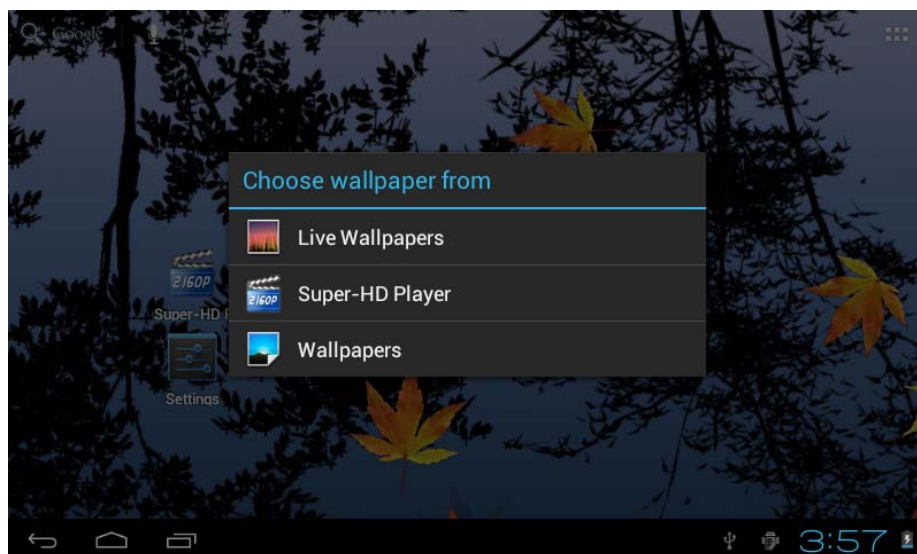 Google
Choose wallpaper from
Live Wallpapers
2160P
Super-HD Player
2160P
Super-HD
Wallpapers
Settings
3:57